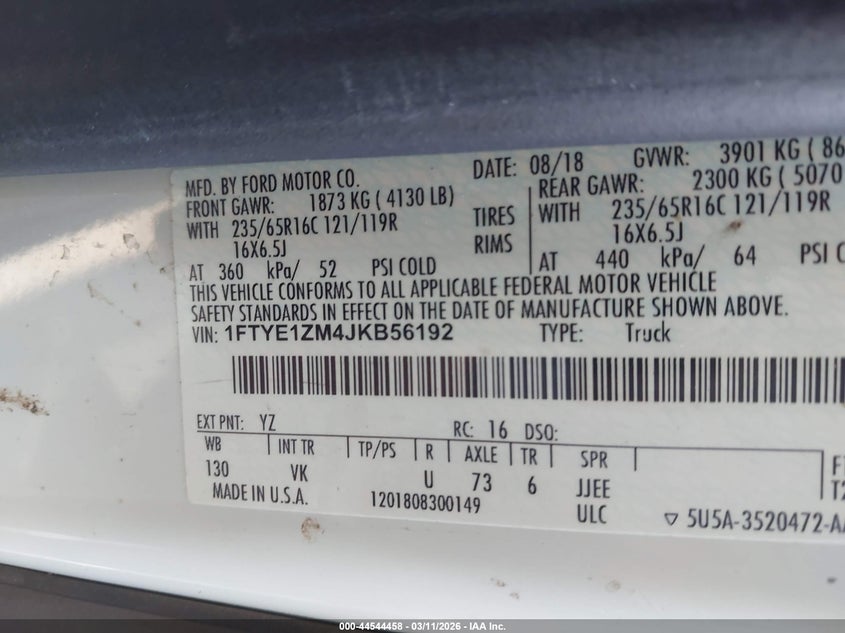 MFD. BY FORD MOTOR CO. DATE: 08/18 GVWR: 3901 KG ( 86
FRONT GAWR: 1873 KG ( 4130 LB) REAR GAWR: 2300 KG ( 5070
WITH 235/65R16C 121/119R TIRES WITH 235/65R16C 121/119R
16X6.5J RIMS 16X6.5J
AT 360 kPa/ 52 PSI COLD AT 440 kPa/ 64 PSI C
THIS VEHICLE CONFORMS TO ALL APPLICABLE FEDERAL MOTOR VEHICLE
SAFETY STANDARDS IN EFFECT ON THE DATE OF MANUFACTURE SHOWN ABOVE.
VIN: 1FTYE1ZM4JKB56192 TYPE: Truck
EXT PNT: YZ RC: 16 DSO:
WB INT TR TP/PS R AXLE TR SPR
130 VK U 73 6 JJEE
MADE IN U.S.A. 1201808300149 ULC
5U5A-3520472-A
000-44544458 - 03/11/2026 - IAA Inc.